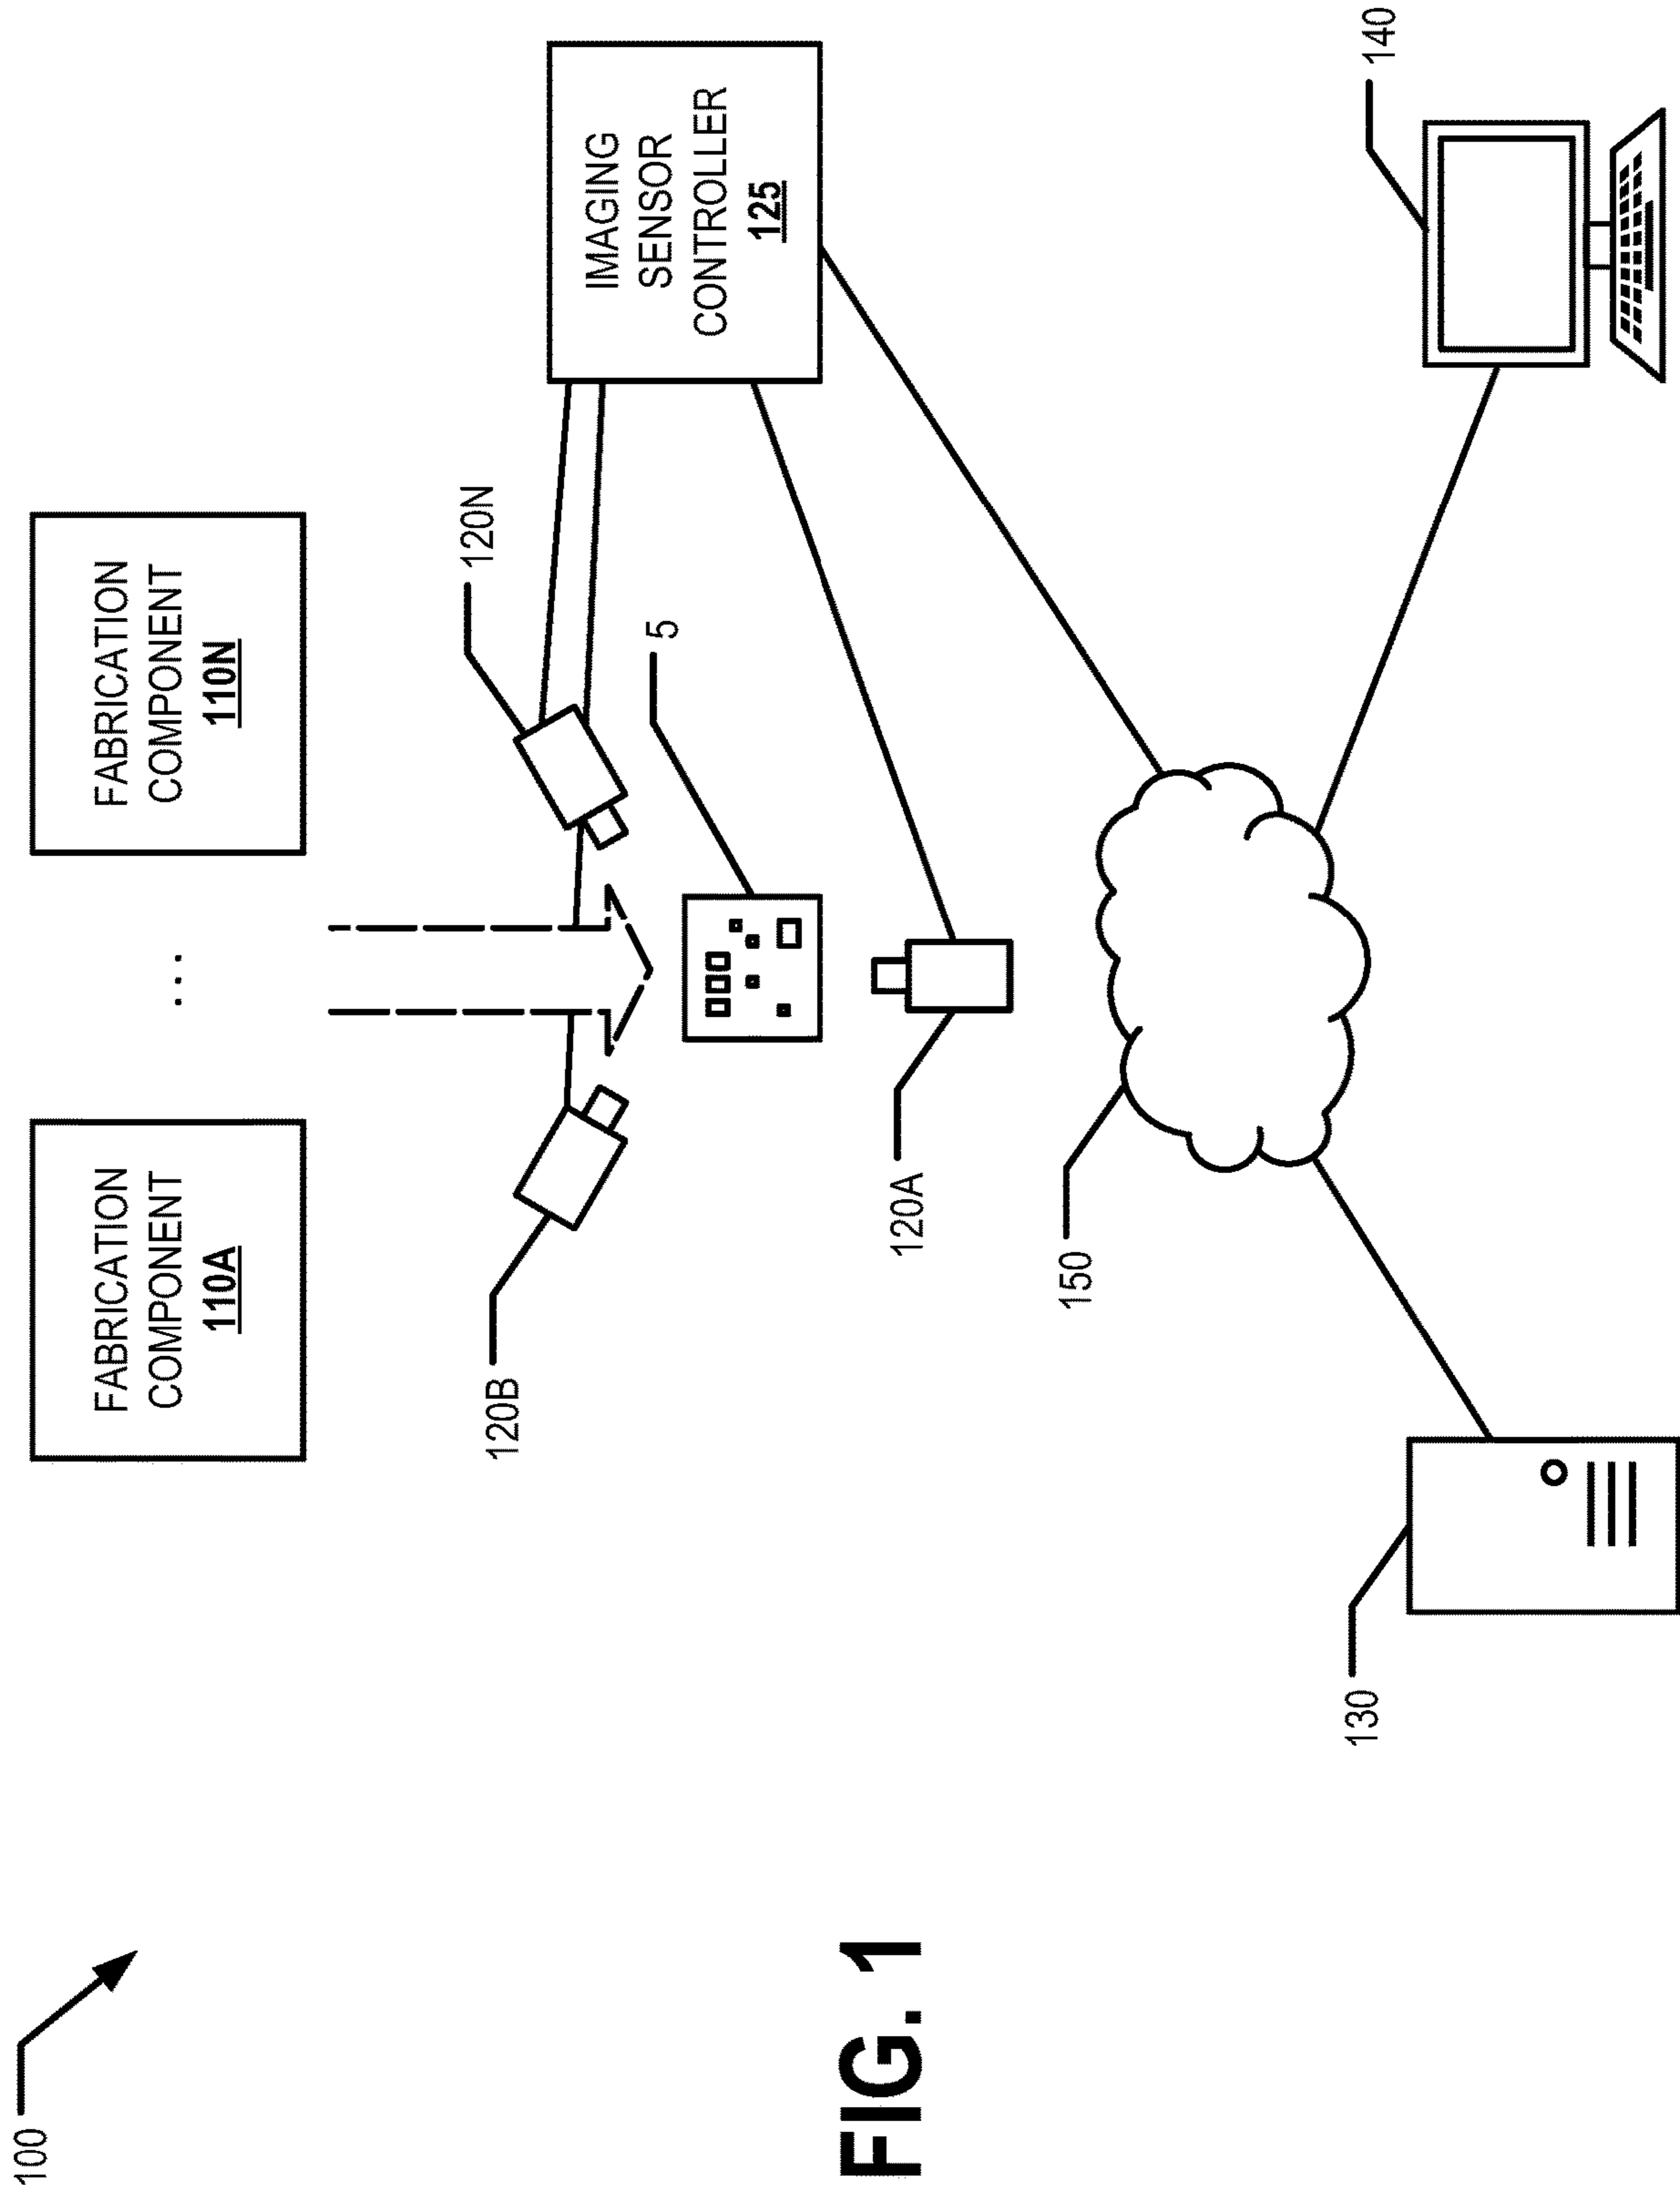 100
FABRICATION
COMPONENT
110A
...
FABRICATION
COMPONENT
110N
120B
120N
5
IMAGING
SENSOR
CONTROLLER
125
120A
150
130
140
FIG. 1